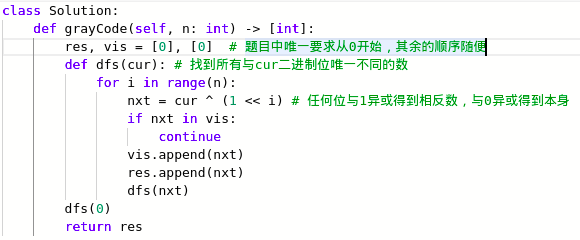 class Solution:
    def grayCode(self, n: int) -> [int]:
        res, vis = [0], [0]  # 题目中唯一要求从0开始，其余的顺序随便
        def dfs(cur): # 找到所有与cur二进制位唯一不同的数
            for i in range(n):
                nxt = cur ^ (1 << i) # 任何位与1异或得到相反数，与0异或得到本身
                if nxt in vis:
                    continue
                vis.append(nxt)
                res.append(nxt)
                dfs(nxt)
        dfs(0)
        return res